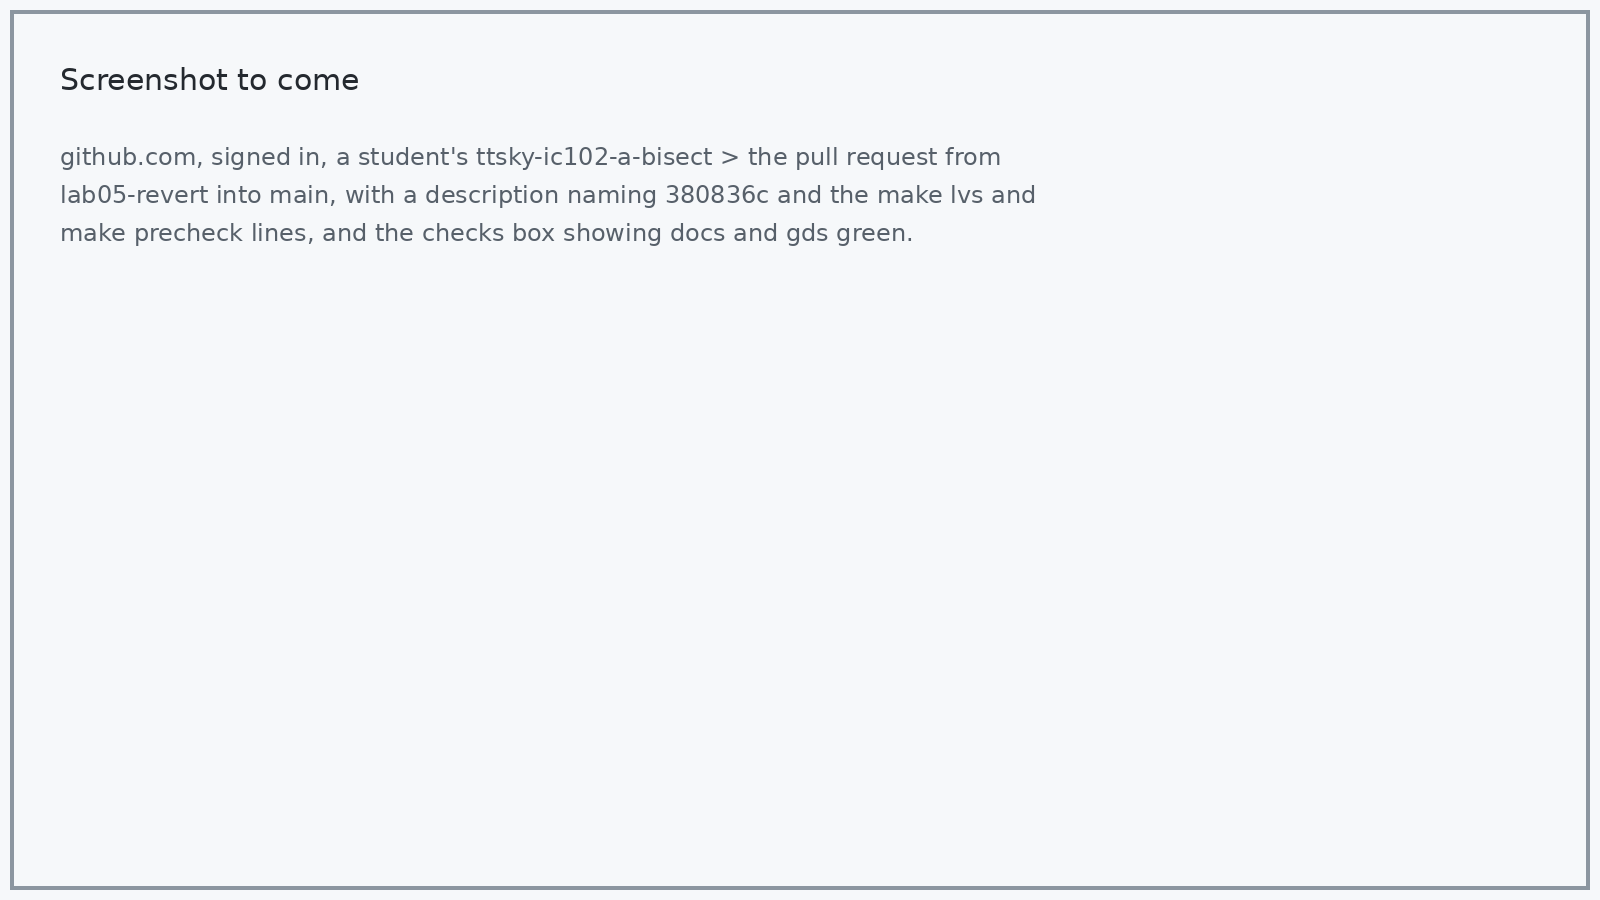 Screenshot to come
github.com, signed in, a student's ttsky-ic102-a-bisect > the pull request from
lab05-revert into main, with a description naming 380836c and the make lvs and
make precheck lines, and the checks box showing docs and gds green.